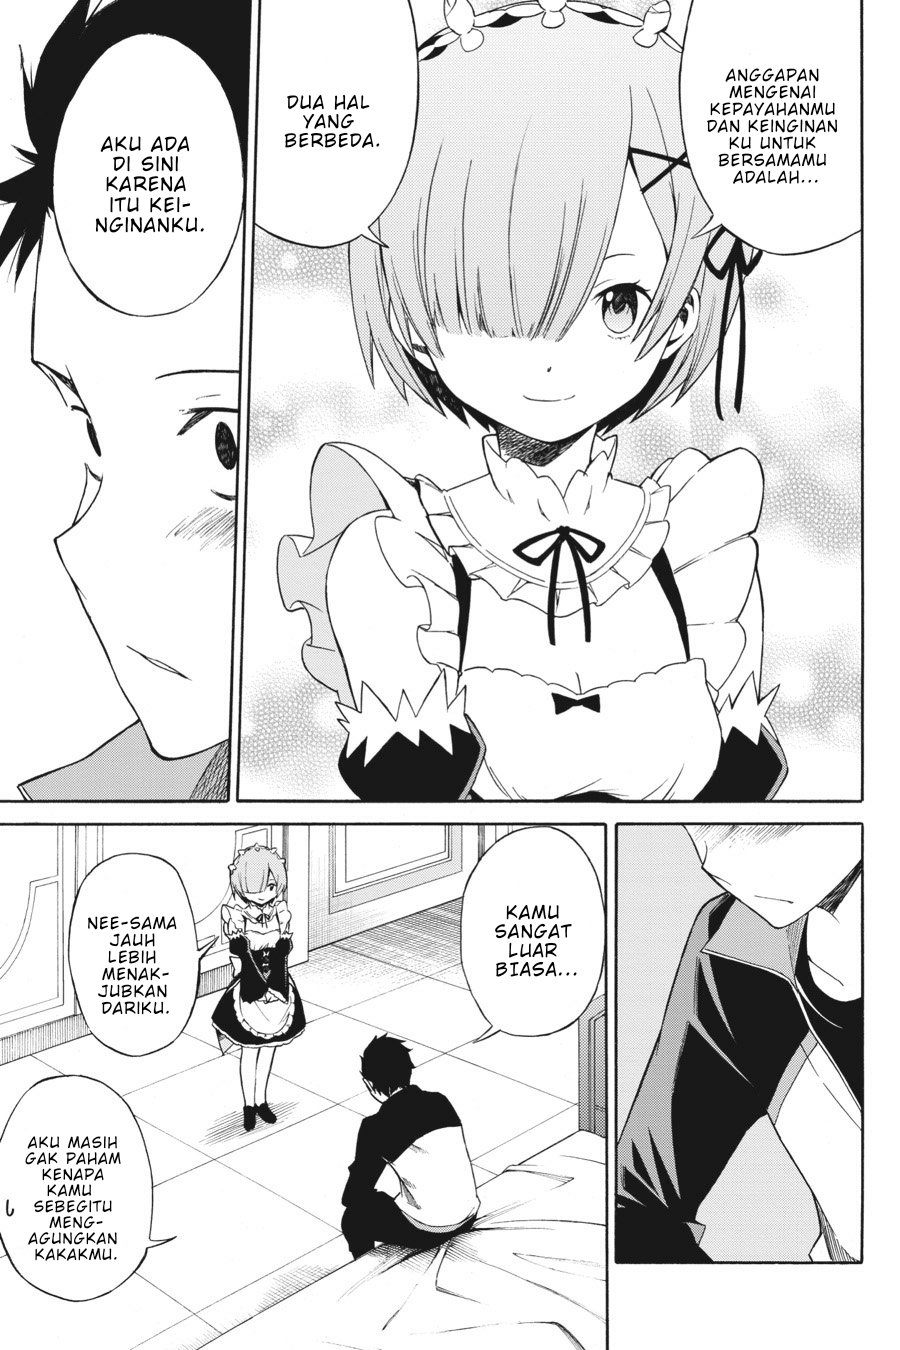 ANGGAPAN
MENGENAI
KEPAYAHANMU
DAN KEINGINAN
KU UNTUK
BERSAMAMU
ADALAH...
DUA HAL
YANG
BERBEDA.
AKU ADA
DI SINI
KARENA
ITU KEI-
NGINANKU.
KAMU
SANGAT
LUAR
BIASA...
NEE-SAMA
JAUH
LEBIH
MENAK-
JUBKAN
DARIKU.
AKU MASIH
GAK PAHAM
KENAPA
KAMU
SEBEGITU
MENG-
AGUNGKAN
KAKAKMU.